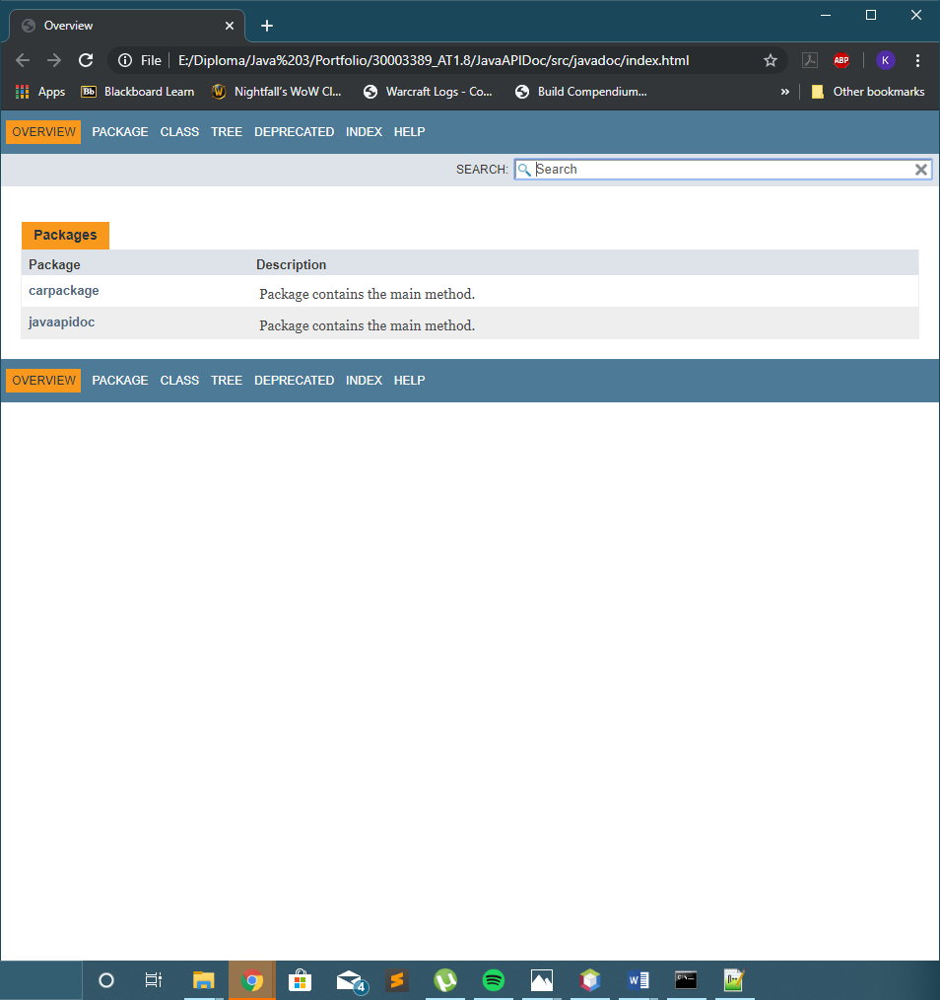 Overview
File E:/Diploma/Java%203/Portfolio/30003389_AT1.8/JavaAPIDoc/src/javadoc/index.html ABP K
Apps Bb Blackboard Learn W Nightfall's WoW Cl... Warcraft Logs - Co... Build Compendium... » Other bookmarks
OVERVIEW PACKAGE CLASS TREE DEPRECATED INDEX HELP
SEARCH: Search
Packages
Package Description
carpackage Package contains the main method.
javaapidoc Package contains the main method.
OVERVIEW PACKAGE CLASS TREE DEPRECATED INDEX HELP
4